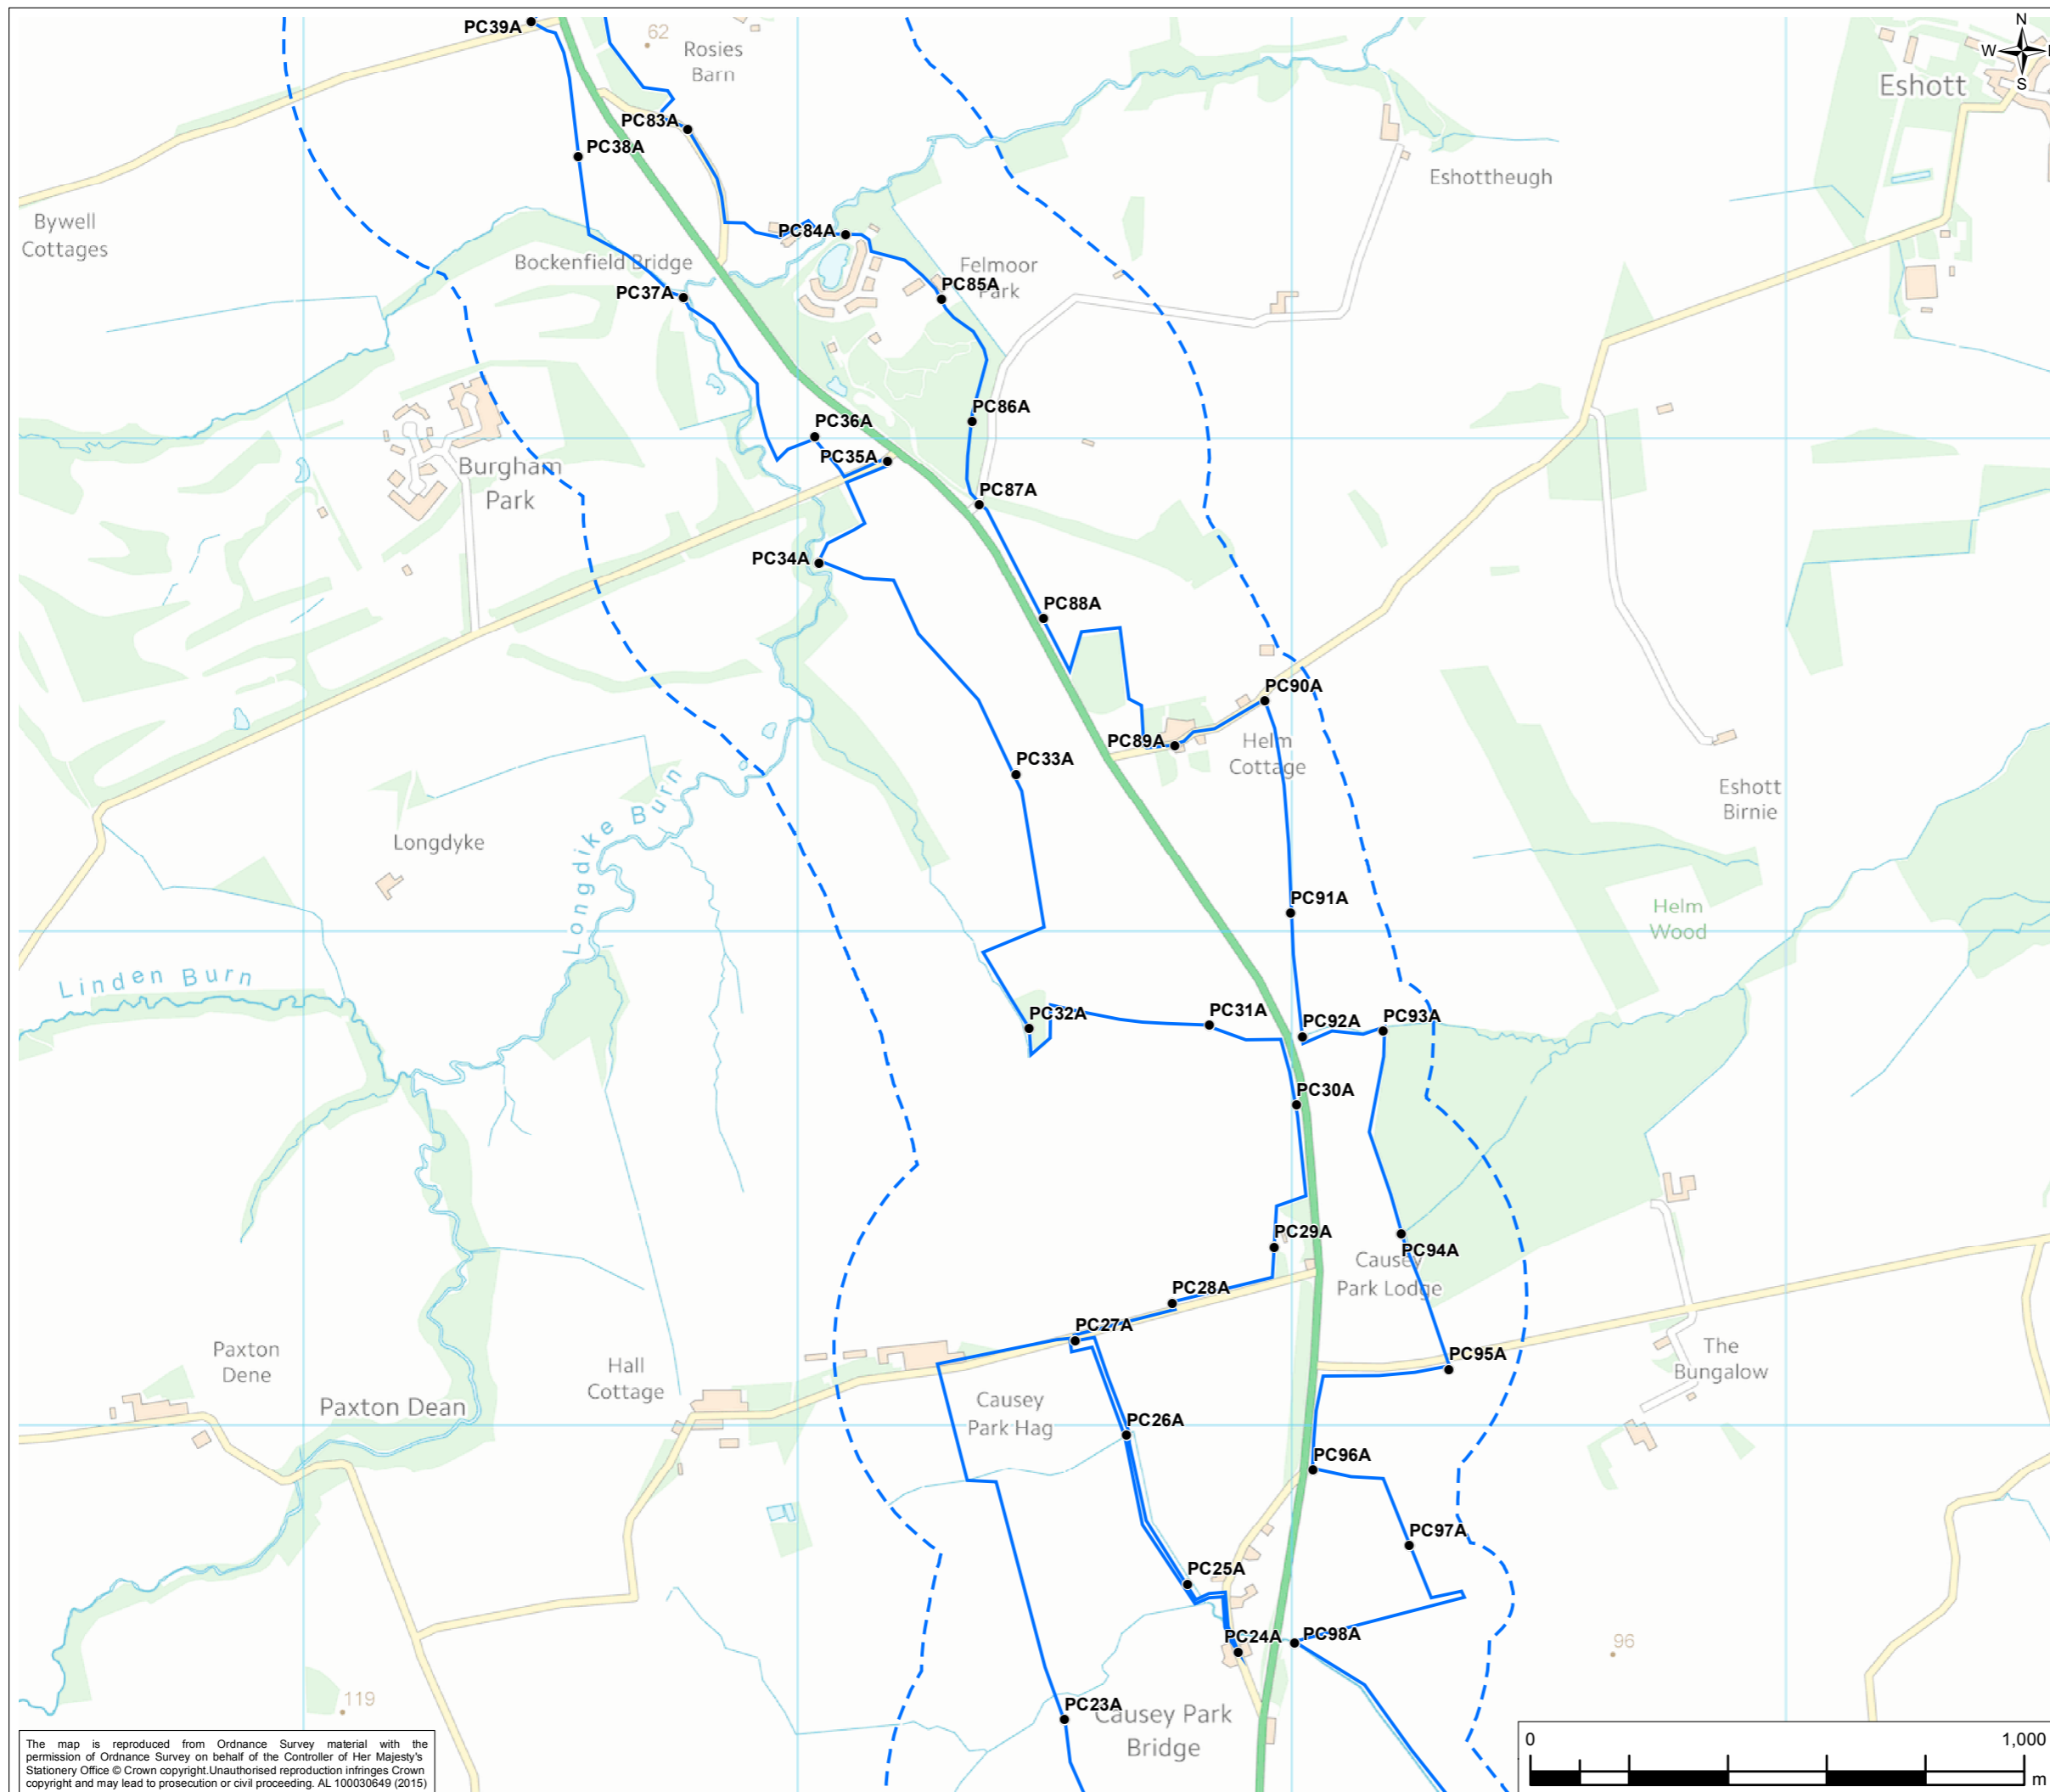 PC39A
62
Rosies
Barn
N
W
S
Eshott
PC83A
PC38A
Eshottheugh
Bywell
Cottages
PC84A
Bockenfield Bridge
Felmoor
Park
PC37A
PC85A
PC36A
PC86A
PC35A
Burgham
Park
PC87A
PC34A
PC88A
PC90A
PC89A
Helm
Cottage
PC33A
Eshott
Birnie
Longdyke
Longdike Burn
PC91A
Helm
Wood
Linden Burn
PC32A
PC31A
PC92A
PC93A
PC30A
PC29A
PC94A
Causey
Park Lodge
PC28A
PC27A
Paxton
Dene
Hall
Cottage
PC95A
The
Bungalow
Paxton Dean
Causey
Park Hag
PC26A
PC96A
PC97A
PC25A
PC24A
PC98A
96
119
PC23A
Causey Park
Bridge
The map is reproduced from Ordnance Survey material with the
permission of Ordnance Survey on behalf of the Controller of Her Majesty's
Stationery Office © Crown copyright.Unauthorised reproduction infringes Crown
copyright and may lead to prosecution or civil proceeding. AL 100030649 (2015)
0 1,000
m